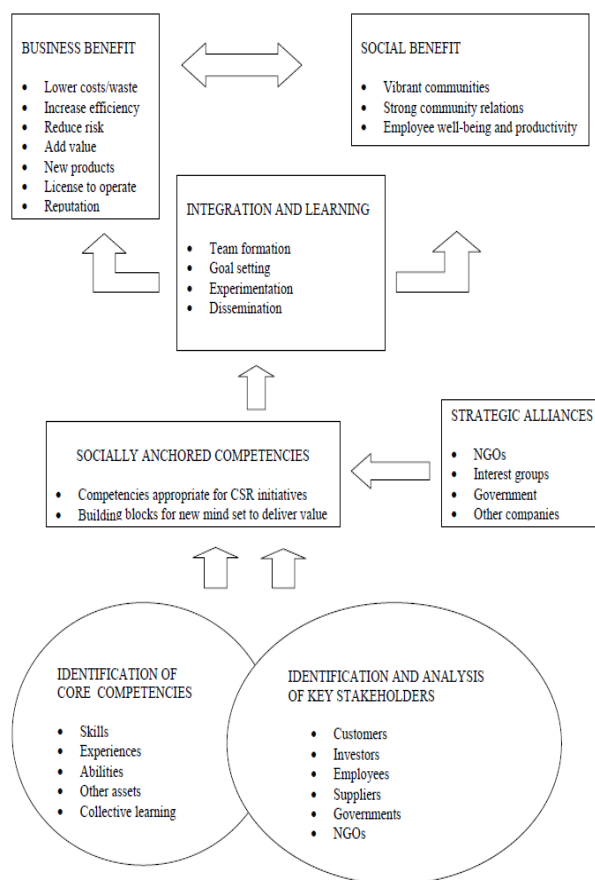 BUSINESS BENEFIT
• Lower costs/waste
• Increase efficiency
• Reduce risk
• Add value
• New products
• License to operate
• Reputation
SOCIAL BENEFIT
• Vibrant communities
• Strong community relations
• Employee well-being and productivity
INTEGRATION AND LEARNING
• Team formation
• Goal setting
• Experimentation
• Dissemination
SOCIALLY ANCHORED COMPETENCIES
• Competencies appropriate for CSR initiatives
• Building blocks for new mind set to deliver value
STRATEGIC ALLIANCES
• NGOs
• Interest groups
• Government
• Other companies
IDENTIFICATION OF
CORE COMPETENCIES
• Skills
• Experiences
• Abilities
• Other assets
• Collective learning
IDENTIFICATION AND ANALYSIS
OF KEY STAKEHOLDERS
• Customers
• Investors
• Employees
• Suppliers
• Governments
• NGOs